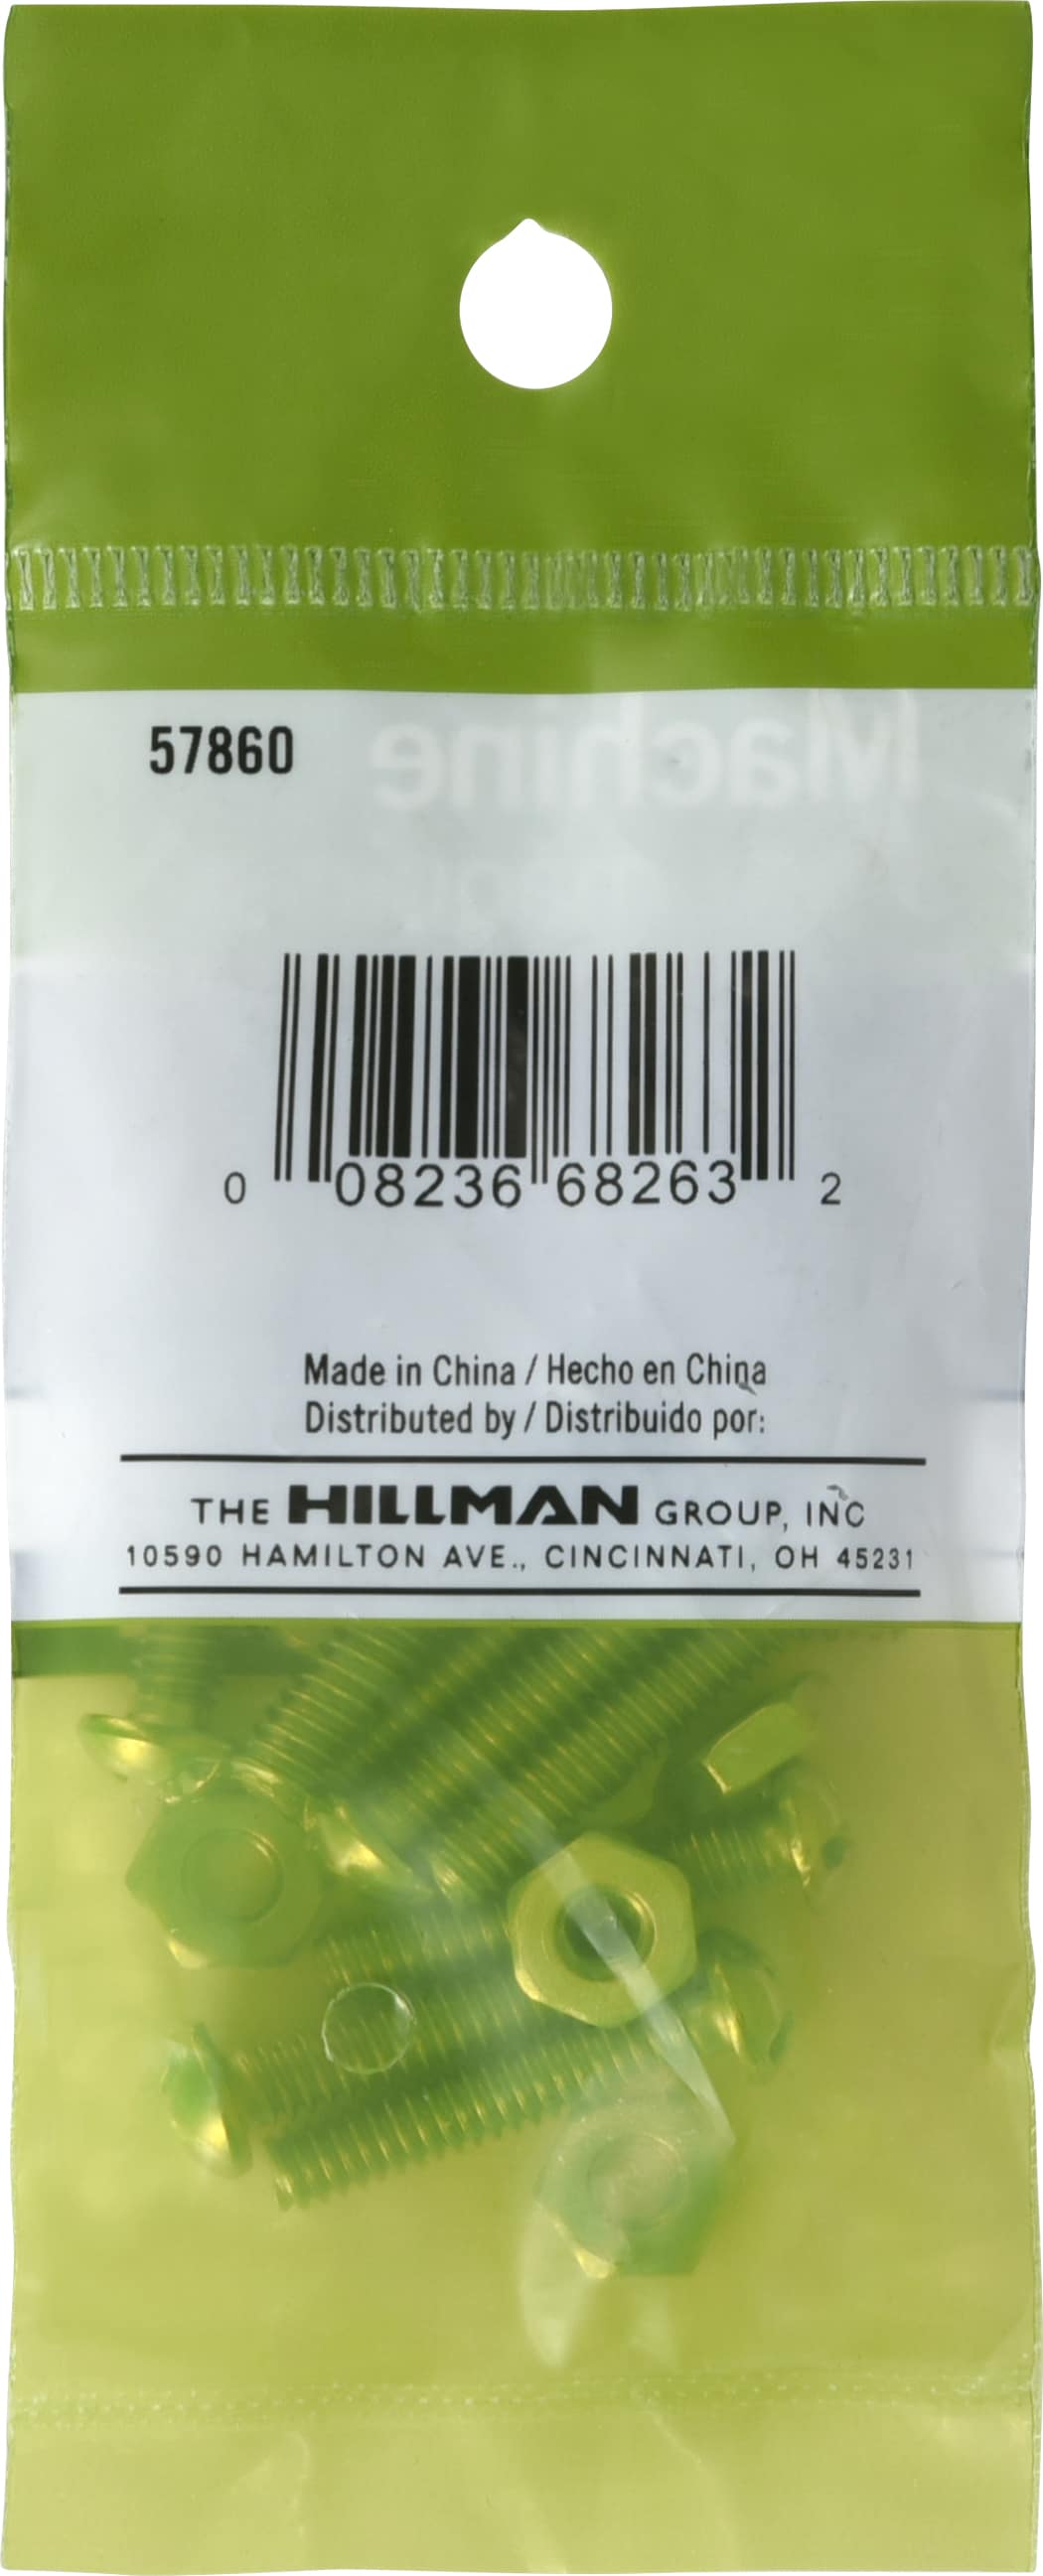 57860
Machine
0 08236 68263 2
Made in China / Hecho en China
Distributed by / Distribuido por:
THE HILLMAN GROUP, INC
10590 HAMILTON AVE., CINCINNATI, OH 45231